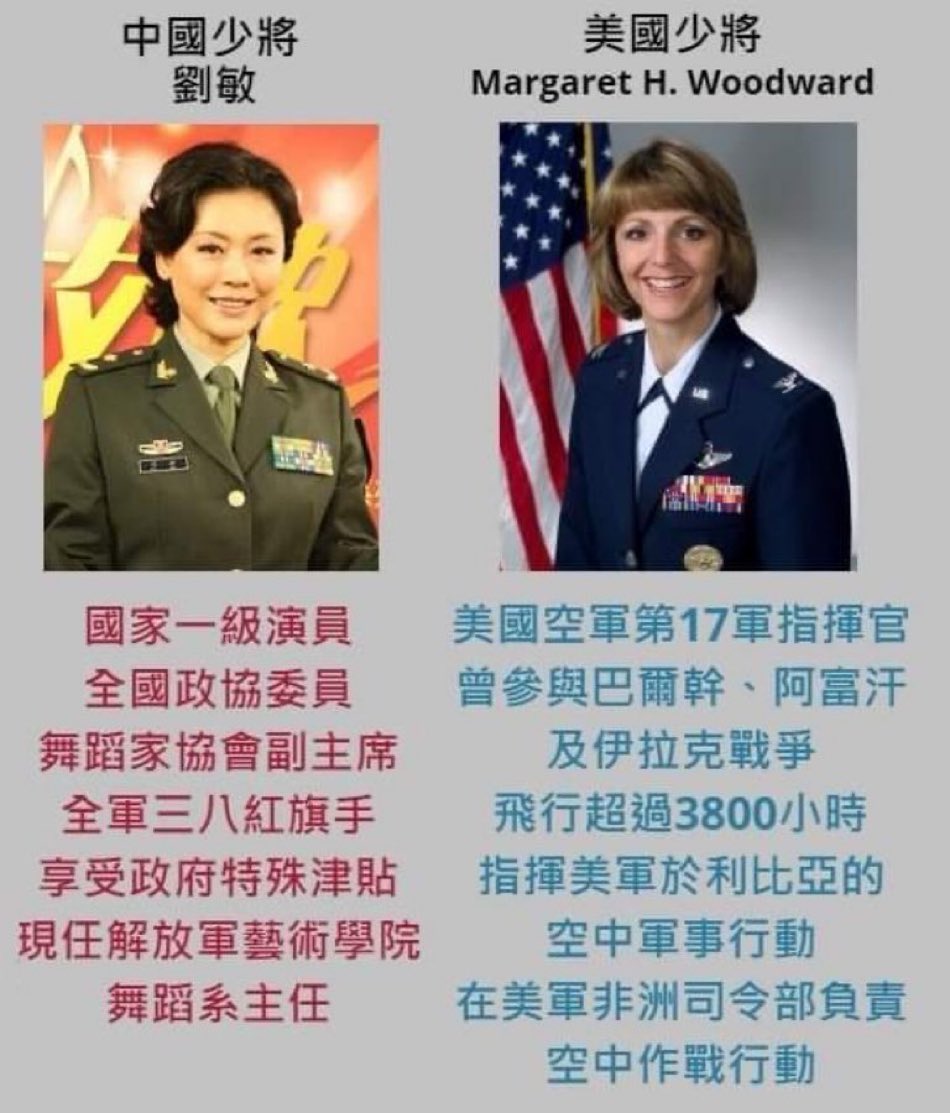 中國少將
劉敏
美國少將
Margaret H. Woodward
國家一級演員
全國政協委員
舞蹈家協會副主席
全軍三八紅旗手
享受政府特殊津貼
現任解放軍藝術學院
舞蹈系主任
美國空軍第17軍指揮官
曾參與巴爾幹、阿富汗
及伊拉克戰爭
飛行超過3800小時
指揮美軍於利比亞的
空中軍事行動
在美軍非洲司令部負責
空中作戰行動